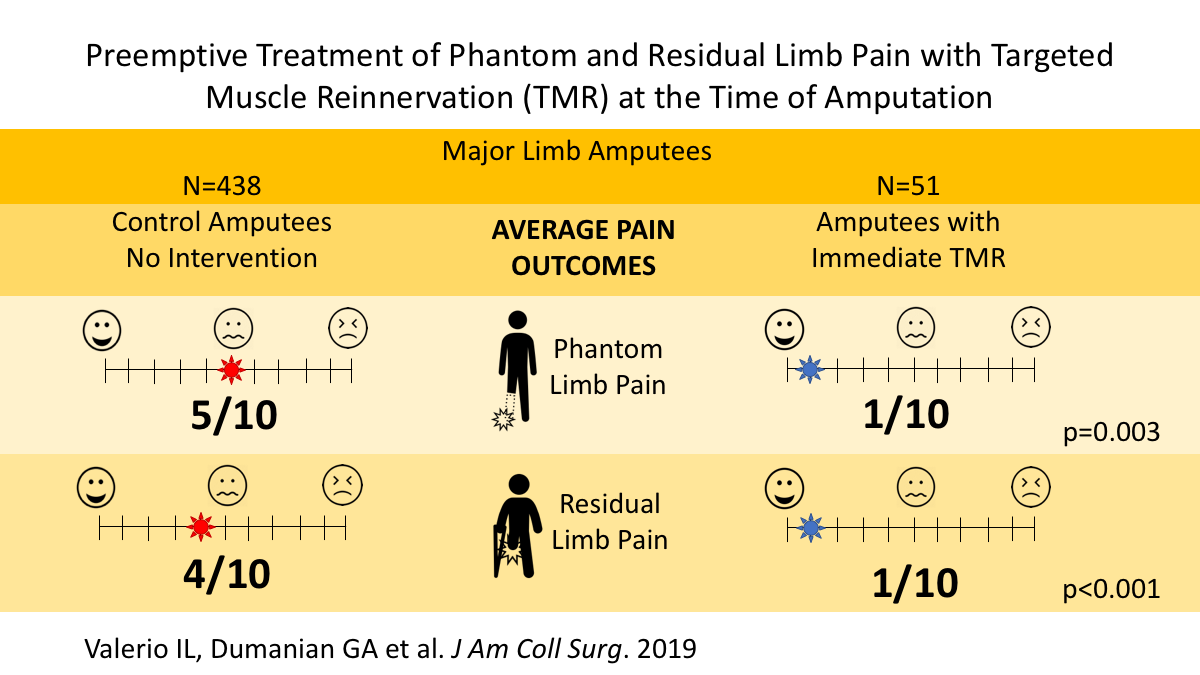 Preemptive Treatment of Phantom and Residual Limb Pain with Targeted
Muscle Reinnervation (TMR) at the Time of Amputation
Major Limb Amputees
N=438
N=51
Control Amputees
No Intervention
AVERAGE PAIN
OUTCOMES
Amputees with
Immediate TMR
Phantom
Limb Pain
5/10
1/10
p=0.003
Residual
Limb Pain
4/10
1/10
p<0.001
Valerio IL, Dumanian GA et al. J Am Coll Surg. 2019